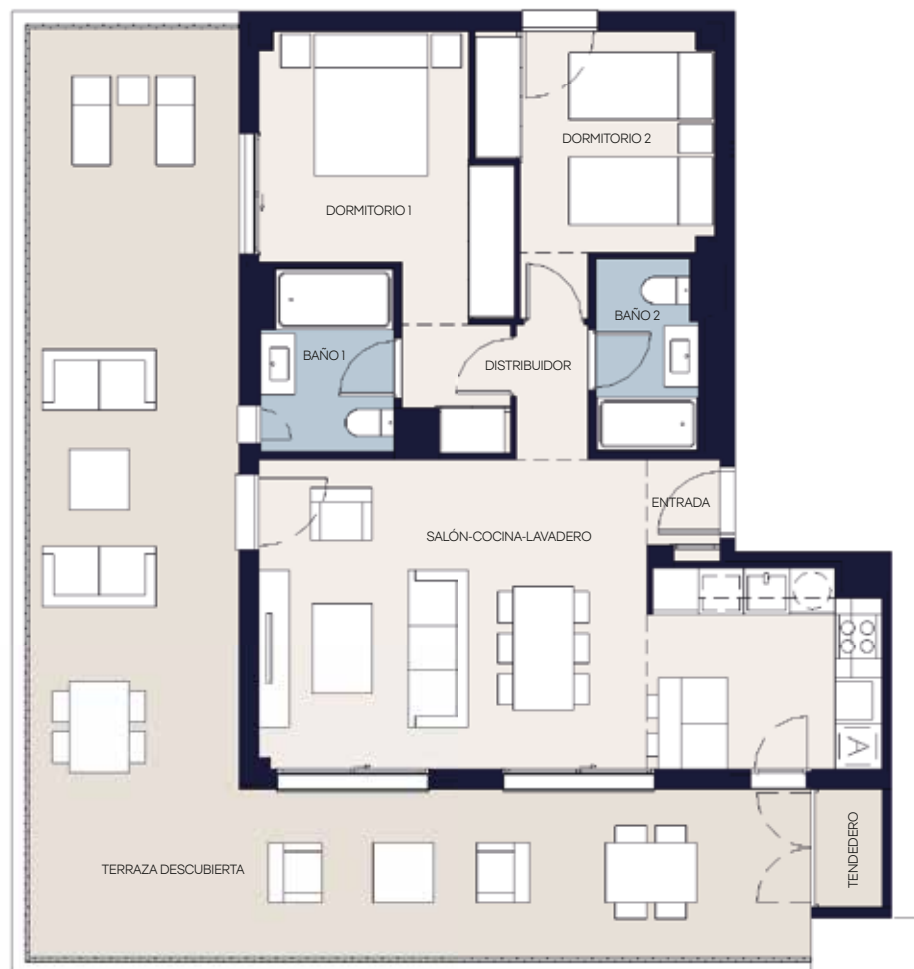 DORMITORIO 2
DORMITORIO 1
BAÑO 2
BAÑO 1
DISTRIBUIDOR
ENTRADA
SALÓN-COCINA-LAVADERO
A
TERRAZA DESCUBIERTA
TENDEDERO